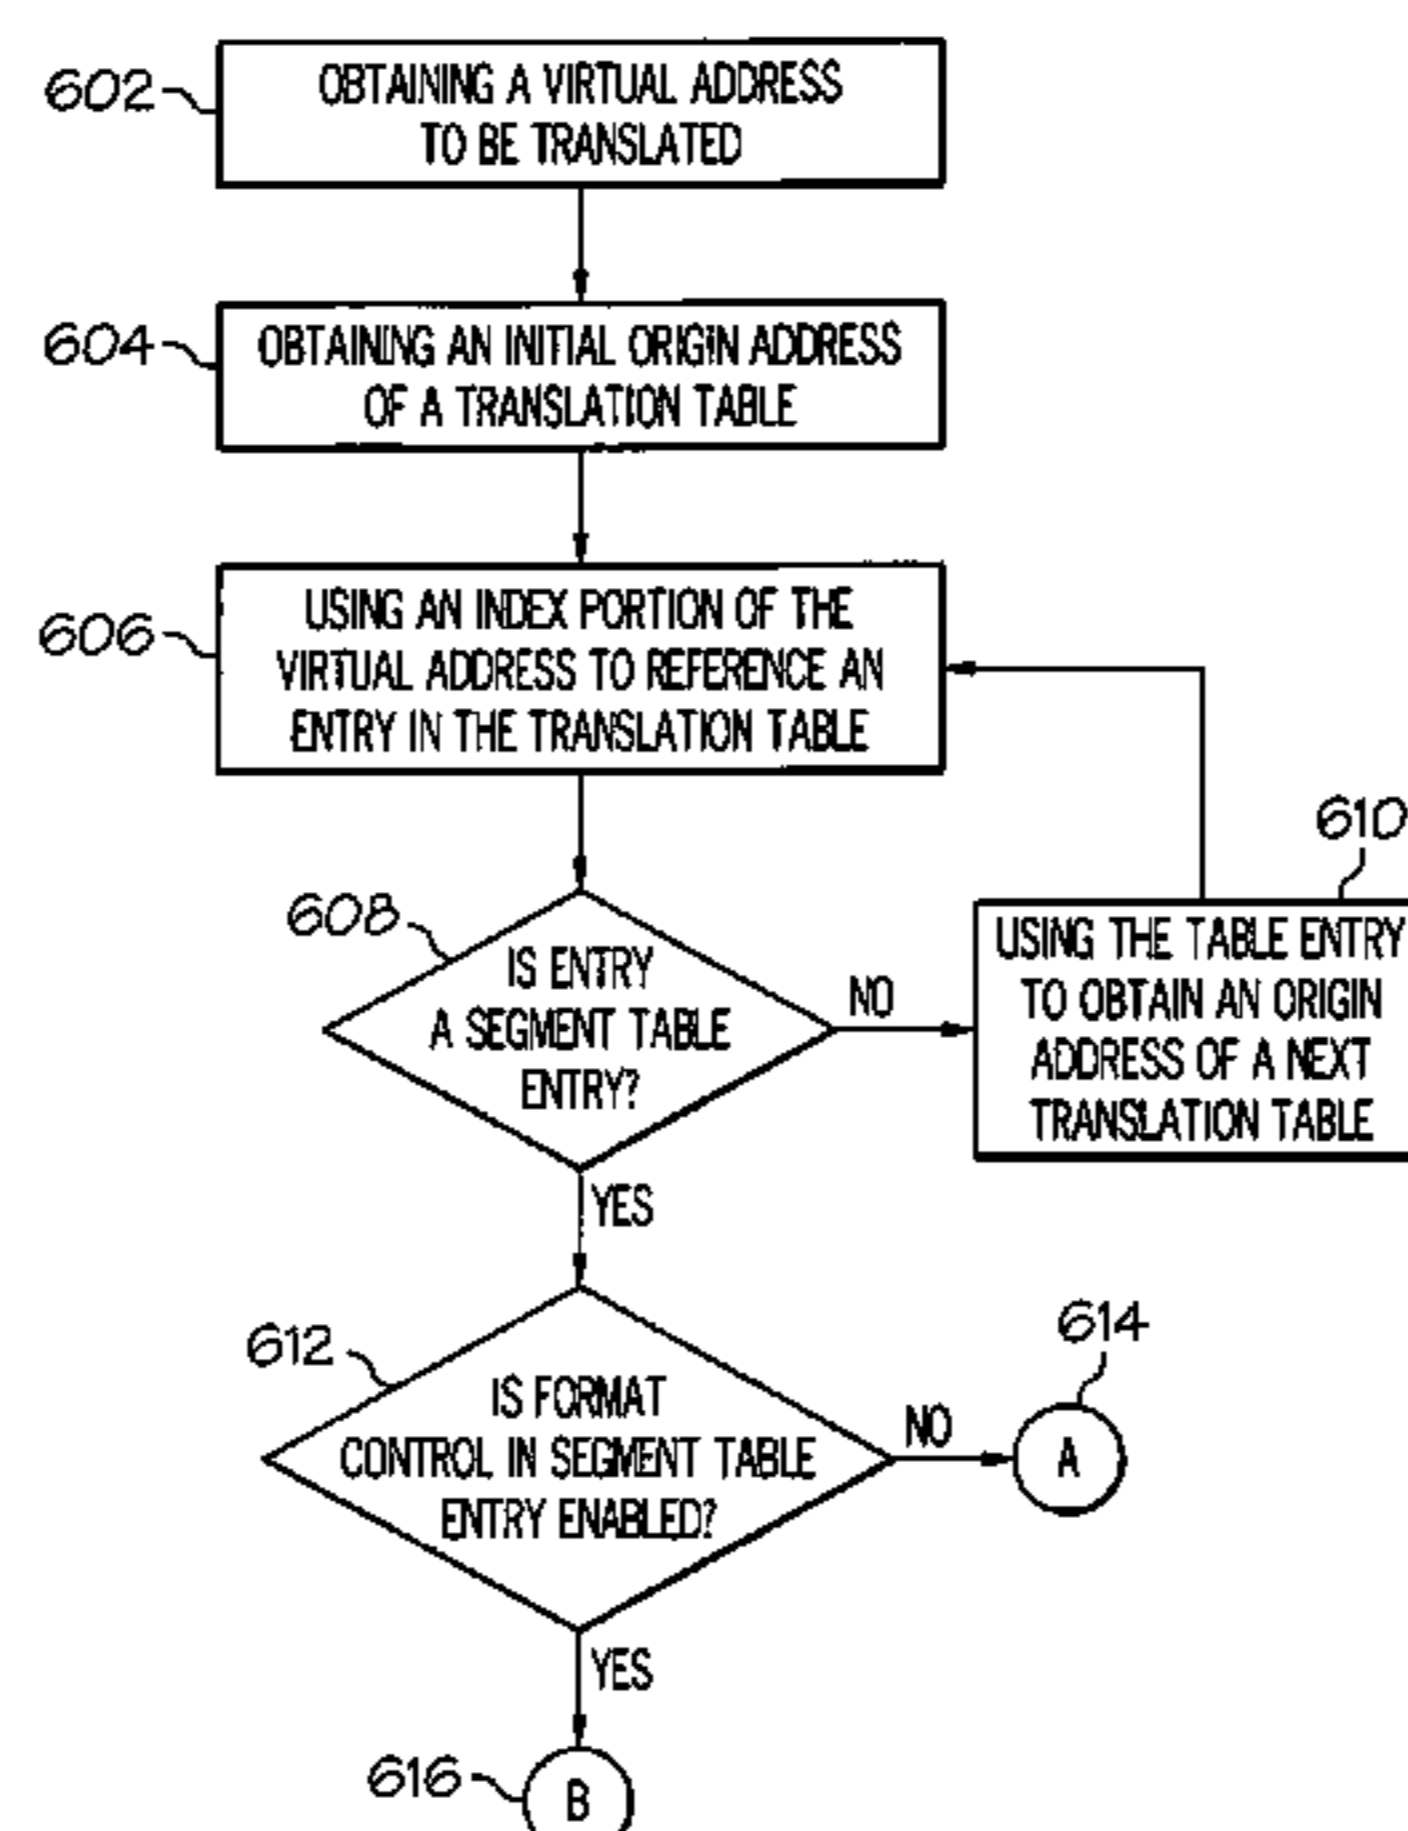 602
OBTAINING A VIRTUAL ADDRESS
TO BE TRANSLATED
604
OBTAINING AN INITIAL ORIGIN ADDRESS
OF A TRANSLATION TABLE
606
USING AN INDEX PORTION OF THE
VIRTUAL ADDRESS TO REFERENCE AN
ENTRY IN THE TRANSLATION TABLE
608
IS ENTRY
A SEGMENT TABLE
ENTRY?
NO
610
USING THE TABLE ENTRY
TO OBTAIN AN ORIGIN
ADDRESS OF A NEXT
TRANSLATION TABLE
YES
612
IS FORMAT
CONTROL IN SEGMENT TABLE
ENTRY ENABLED?
NO
614
A
YES
616
B